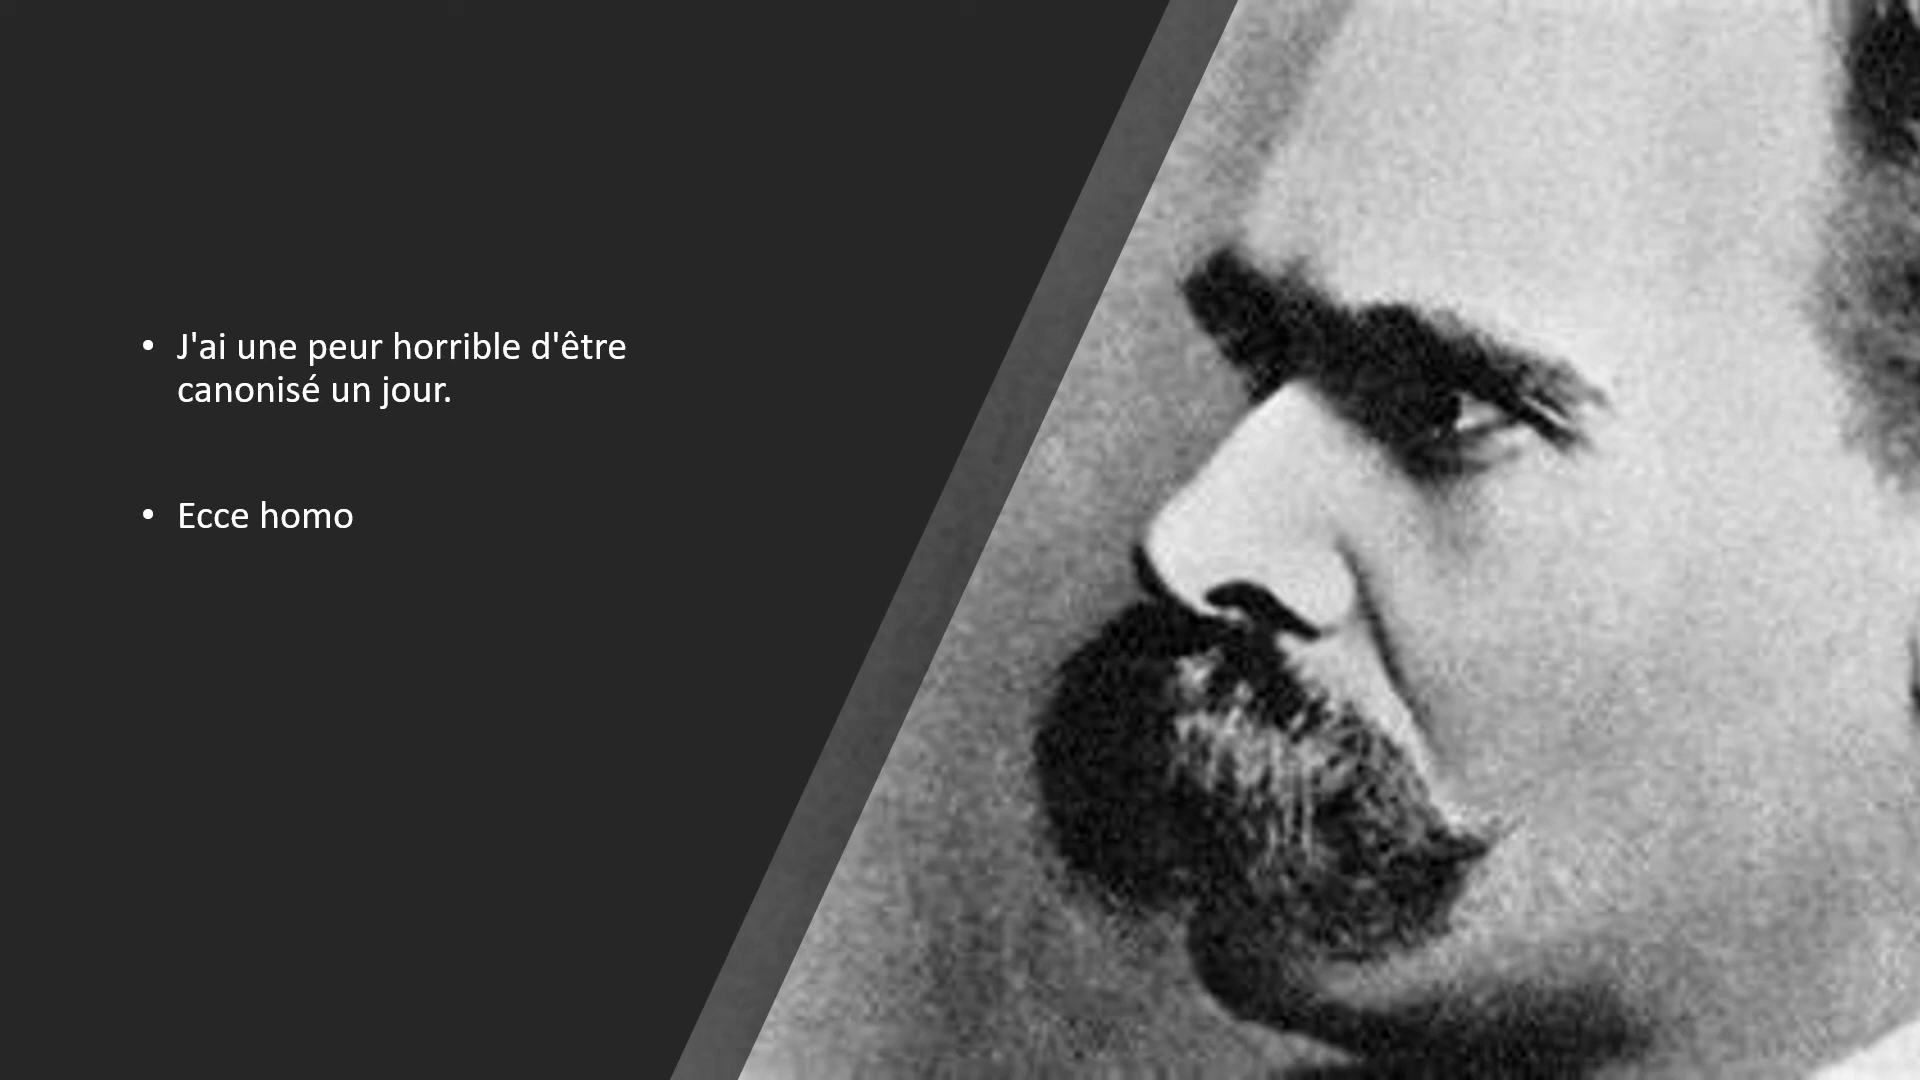 • J'ai une peur horrible d'être
canonisé un jour.
• Ecce homo